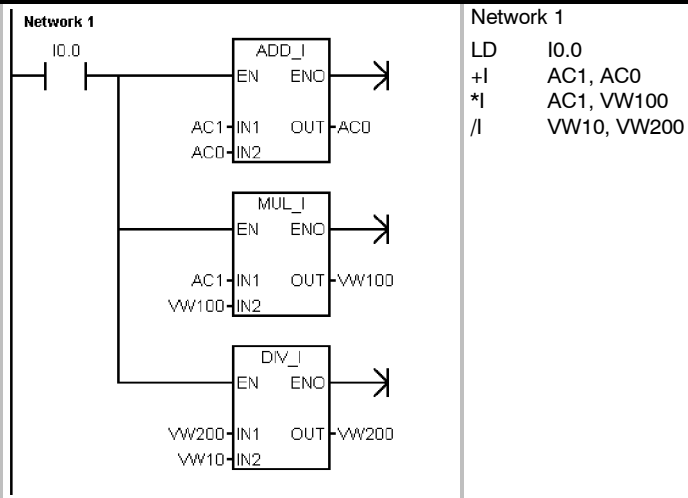 Network 1
I0.0
ADD_I
EN ENO
AC1 IN1 OUT AC0
AC0 IN2
MUL_I
EN ENO
AC1 IN1 OUT VW100
VW100 IN2
DIV_I
EN ENO
VW200 IN1 OUT VW200
VW10 IN2
Network 1
LD I0.0
+I AC1, AC0
*I AC1, VW100
/I VW10, VW200